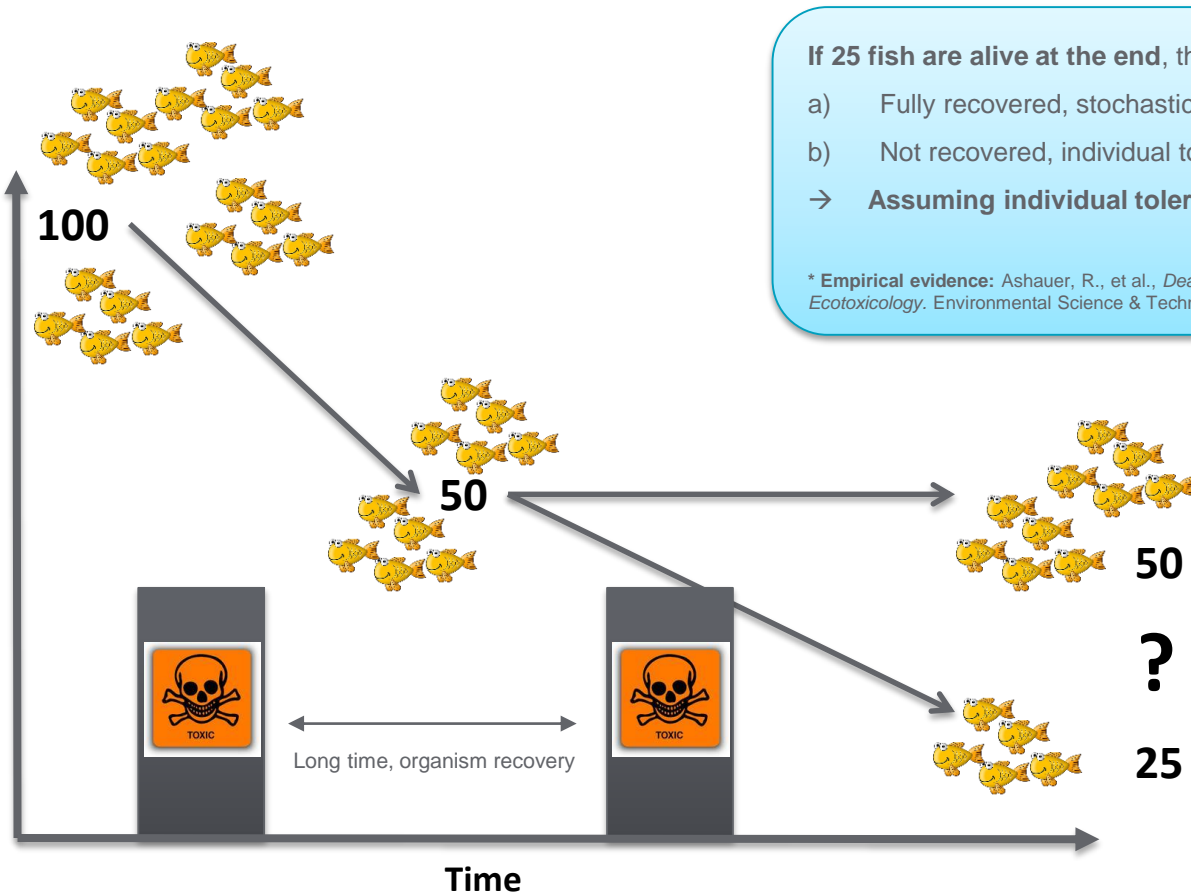 If 25 fish are alive at the end, th
a) Fully recovered, stochastic
b) Not recovered, individual to
→ Assuming individual toler
* Empirical evidence: Ashauer, R., et al., Dea
Ecotoxicology. Environmental Science & Techn
100
50
50
?
25
TOXIC
TOXIC
Long time, organism recovery
Time